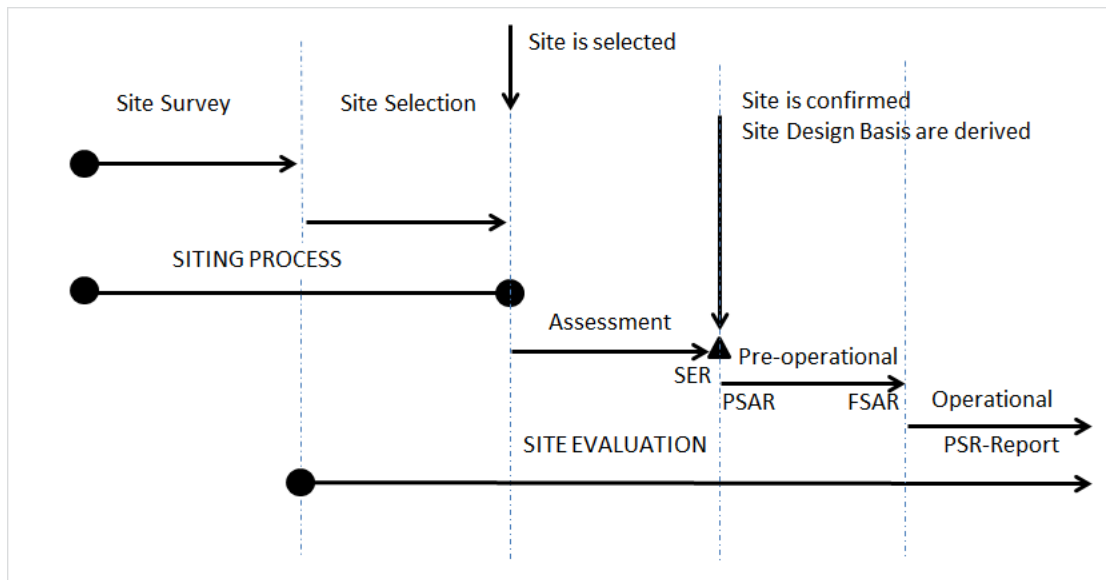 Site is selected
Site Survey
Site Selection
Site is confirmed
Site Design Basis are derived
SITING PROCESS
Assessment
SER
Pre-operational
PSAR
FSAR
Operational
PSR-Report
SITE EVALUATION